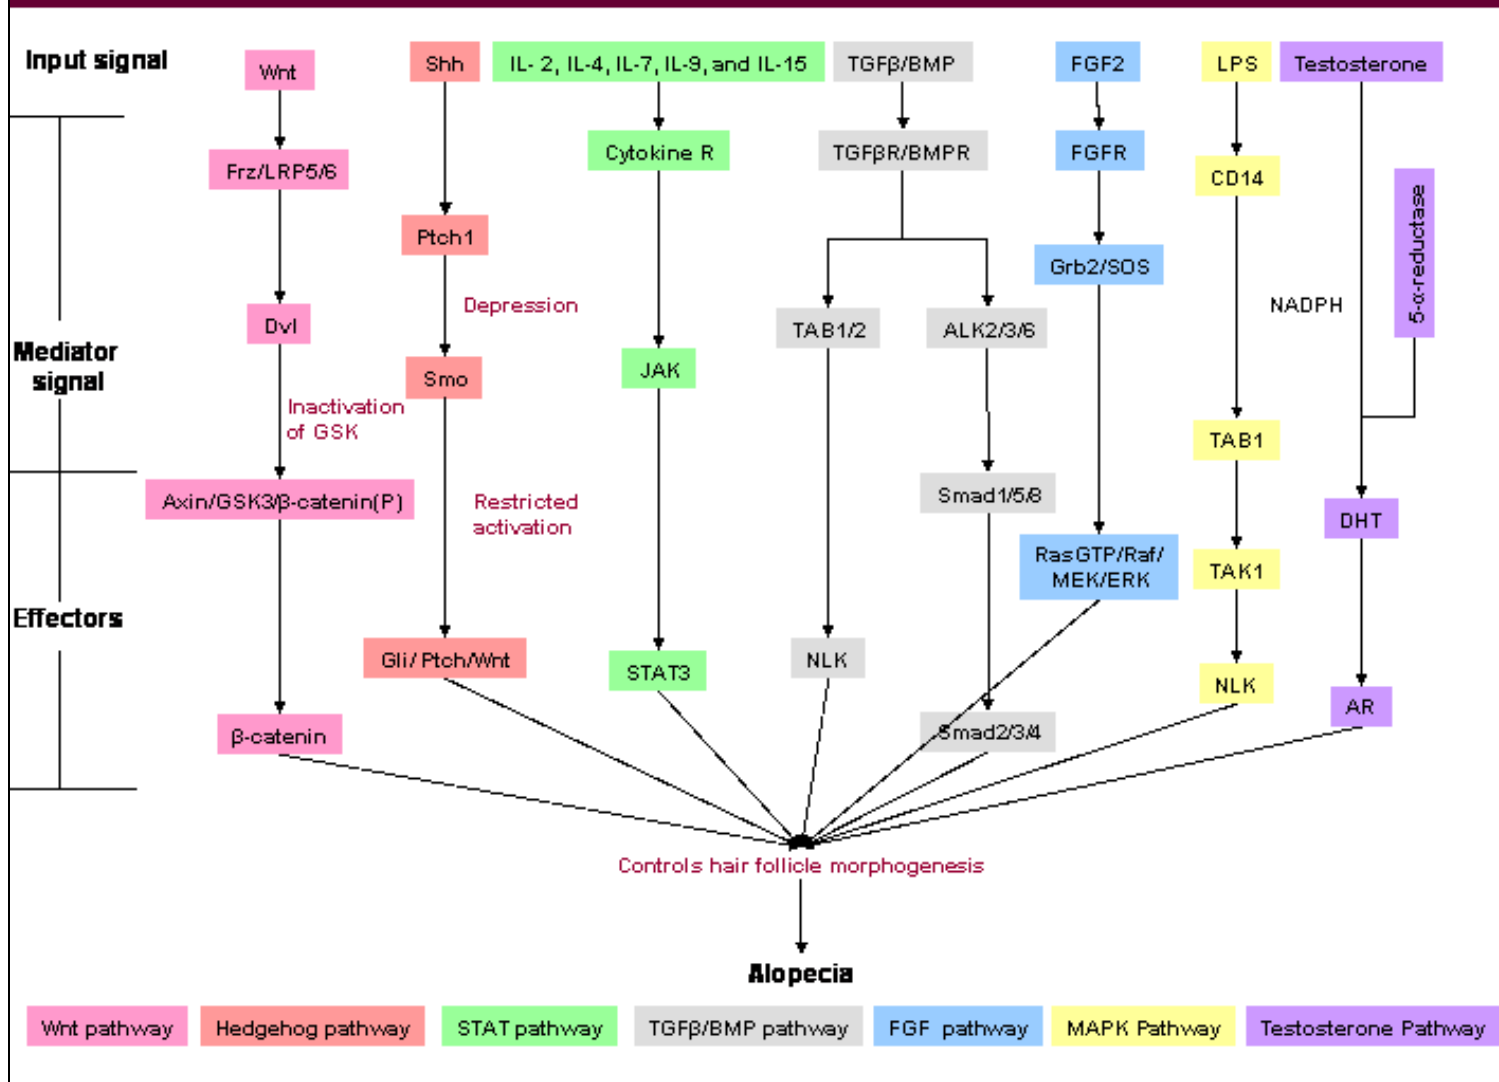 Input signal
Wnt
Shh
IL- 2, IL-4, IL-7, IL-9, and IL-15
TGFβ/BMP
FGF2
LPS
Testosterone
Frz/LRP5/6
Cytokine R
TGFβR/BMPR
FGFR
CD14
5-α-reductase
Ptch1
Grb2/SOS
Depression
NADPH
Dvl
TAB1/2
ALK2/3/6
Mediator
signal
JAK
Smo
Inactivation
of GSK
TAB1
Axin/GSK3/β-catenin(P)
Restricted
activation
Smad1/5/8
DHT
RasGTP/Raf/
MEK/ERK
TAK1
Effectors
Gli/ Ptch/Wnt
STAT3
NLK
NLK
AR
β-catenin
Smad2/3/4
Controls hair follicle morphogenesis
Alopecia
Wnt pathway
Hedgehog pathway
STAT pathway
TGFβ/BMP pathway
FGF pathway
MAPK Pathway
Testosterone Pathway